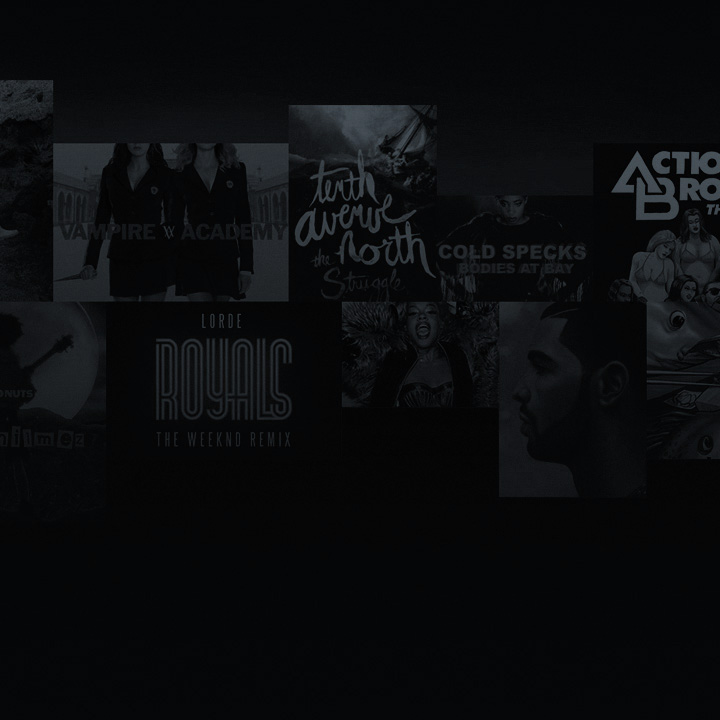 VAMPIRE ACADEMY
tenth
avenue
north
the
Struggle
COLD SPECKS
BODIES AT BAY
ACTIO
BRO
TH
LORDE
ROYALS
THE WEEKND REMIX